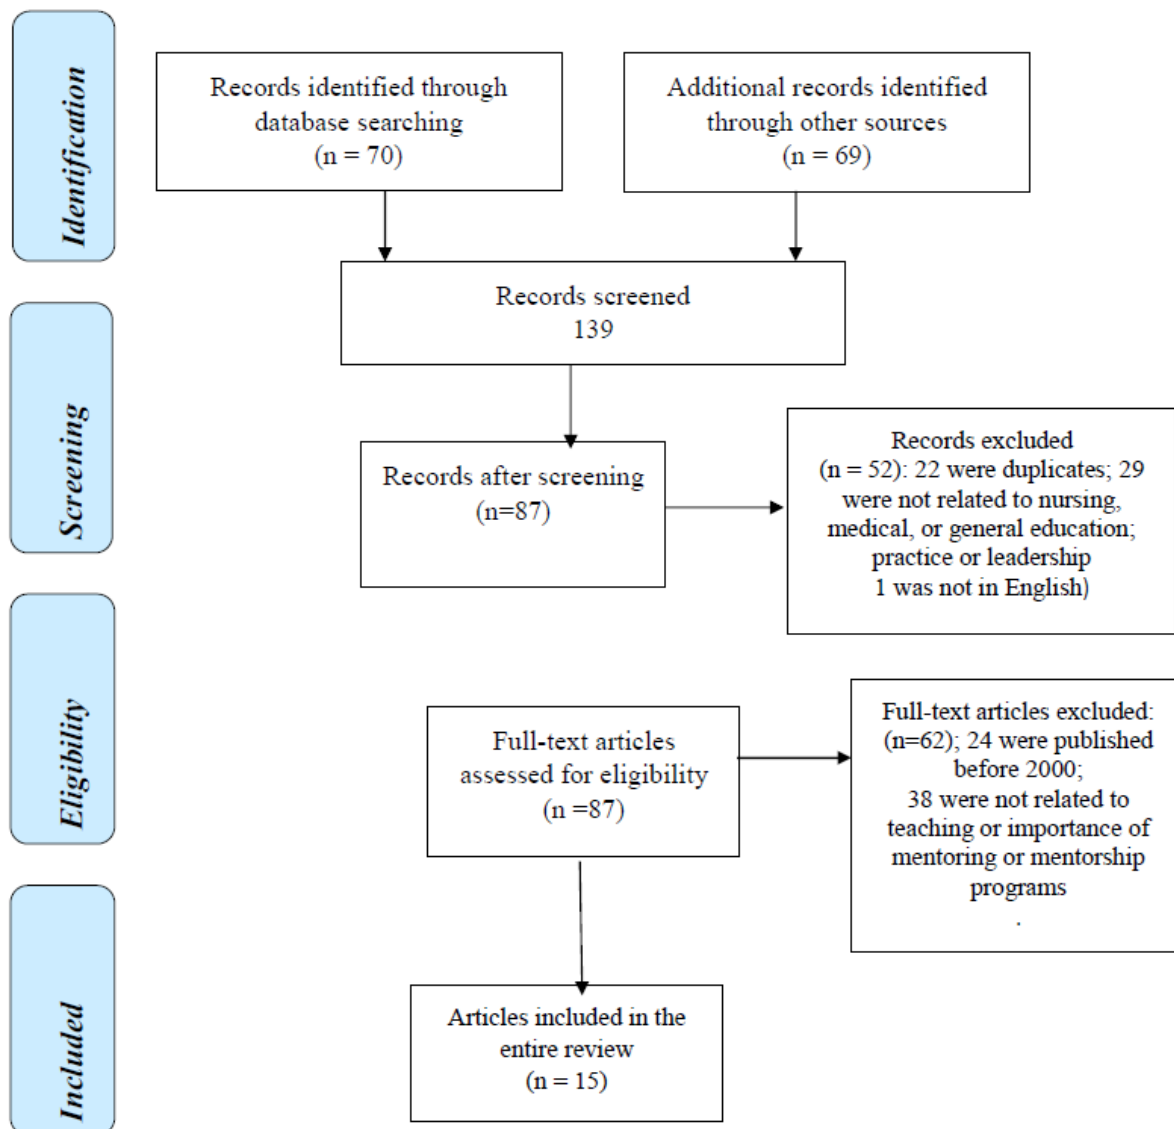 Identification
Records identified through
database searching
(n = 70)
Additional records identified
through other sources
(n = 69)
Records screened
139
Screening
Records after screening
(n=87)
Records excluded
(n = 52): 22 were duplicates; 29
were not related to nursing,
medical, or general education;
practice or leadership
1 was not in English)
Eligibility
Full-text articles
assessed for eligibility
(n =87)
Full-text articles excluded:
(n=62); 24 were published
before 2000;
38 were not related to
teaching or importance of
mentoring or mentorship
programs
.
Included
Articles included in the
entire review
(n = 15)